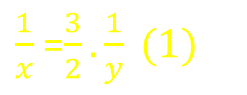 1/x = 3/2 . 1/y (1)